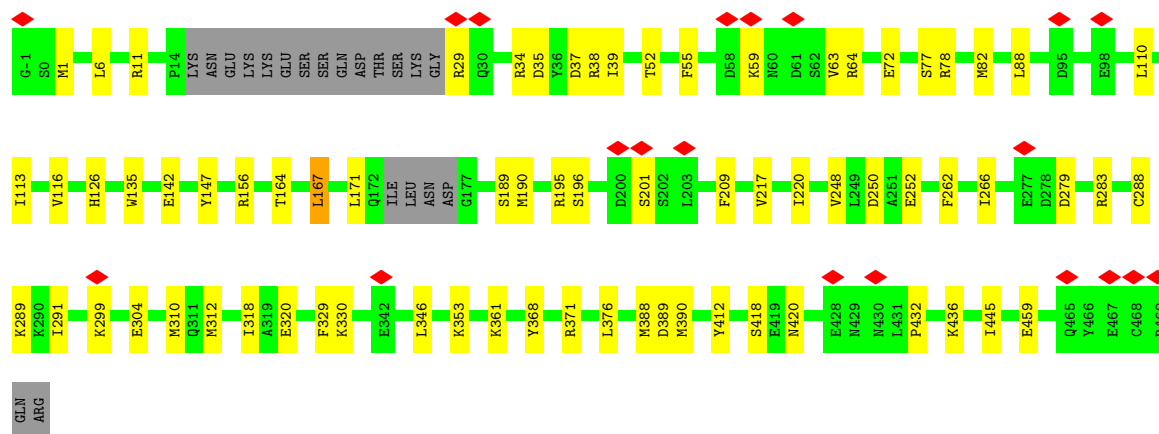 G-1 S0 M1 L6 R11 P14 LYS ASN GLU LYS LYS GLU SER SER GLN ASP THR SER LYS GLY R29 Q30 R34 D35 Y36 D37 R38 I39 T52 F55 D58 K59 N60 D61 S62 V63 R64 E72 S77 R78 M82 L88 D95 E98 L110
I113 V116 H126 W135 E142 Y147 R156 T164 L167 L171 Q172 ILE LEU ASN ASP G177 S189 M190 R195 S196 D200 S201 S202 L203 F209 V217 I220 V248 L249 D250 A251 E252 F262 I266 E277 D278 D279 R283 C288
K289 K290 I291 K299 E304 M310 Q311 M312 I318 A319 E320 F329 K330 E342 L346 K353 K361 Y368 R371 L376 M388 D389 M390 Y412 S418 E419 N420 E428 N429 N430 L431 P432 K436 I445 E459 Q465 Y466 E467 C468
GLN ARG